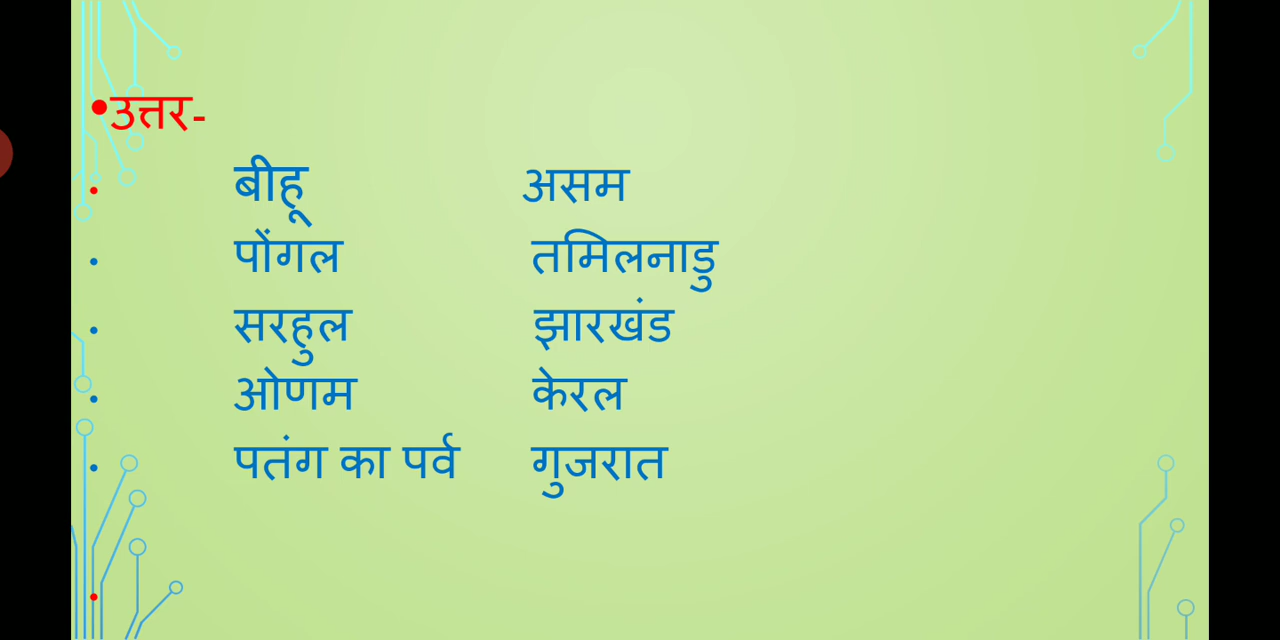 •उत्तर-
• बीहू असम
• पोंगल तमिलनाडु
• सरहुल झारखंड
• ओणम केरल
• पतंग का पर्व गुजरात
•